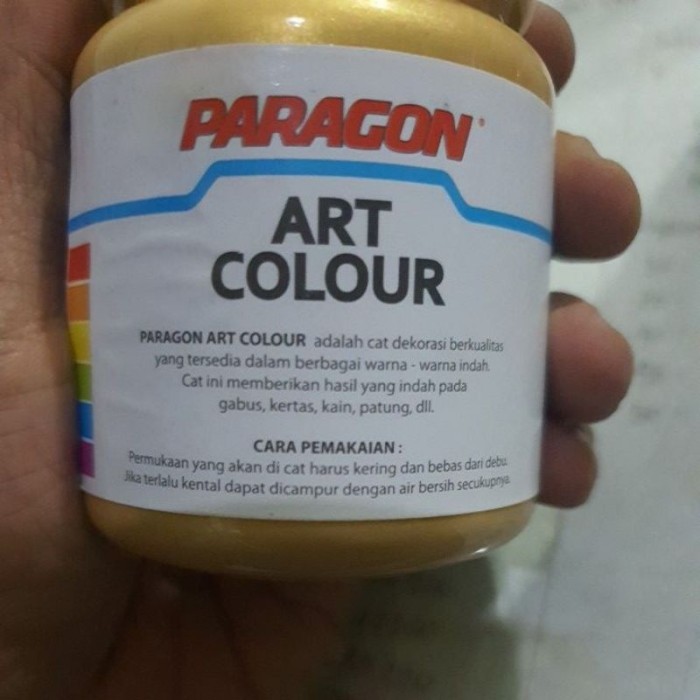 PARAGON®
ART
COLOUR
PARAGON ART COLOUR adalah cat dekorasi berkualitas
yang tersedia dalam berbagai warna - warna indah.
Cat ini memberikan hasil yang indah pada
gabus, kertas, kain, patung, dll.
CARA PEMAKAIAN :
Permukaan yang akan di cat harus kering dan bebas dari debu.
Jika terlalu kental dapat dicampur dengan air bersih secukupnya.